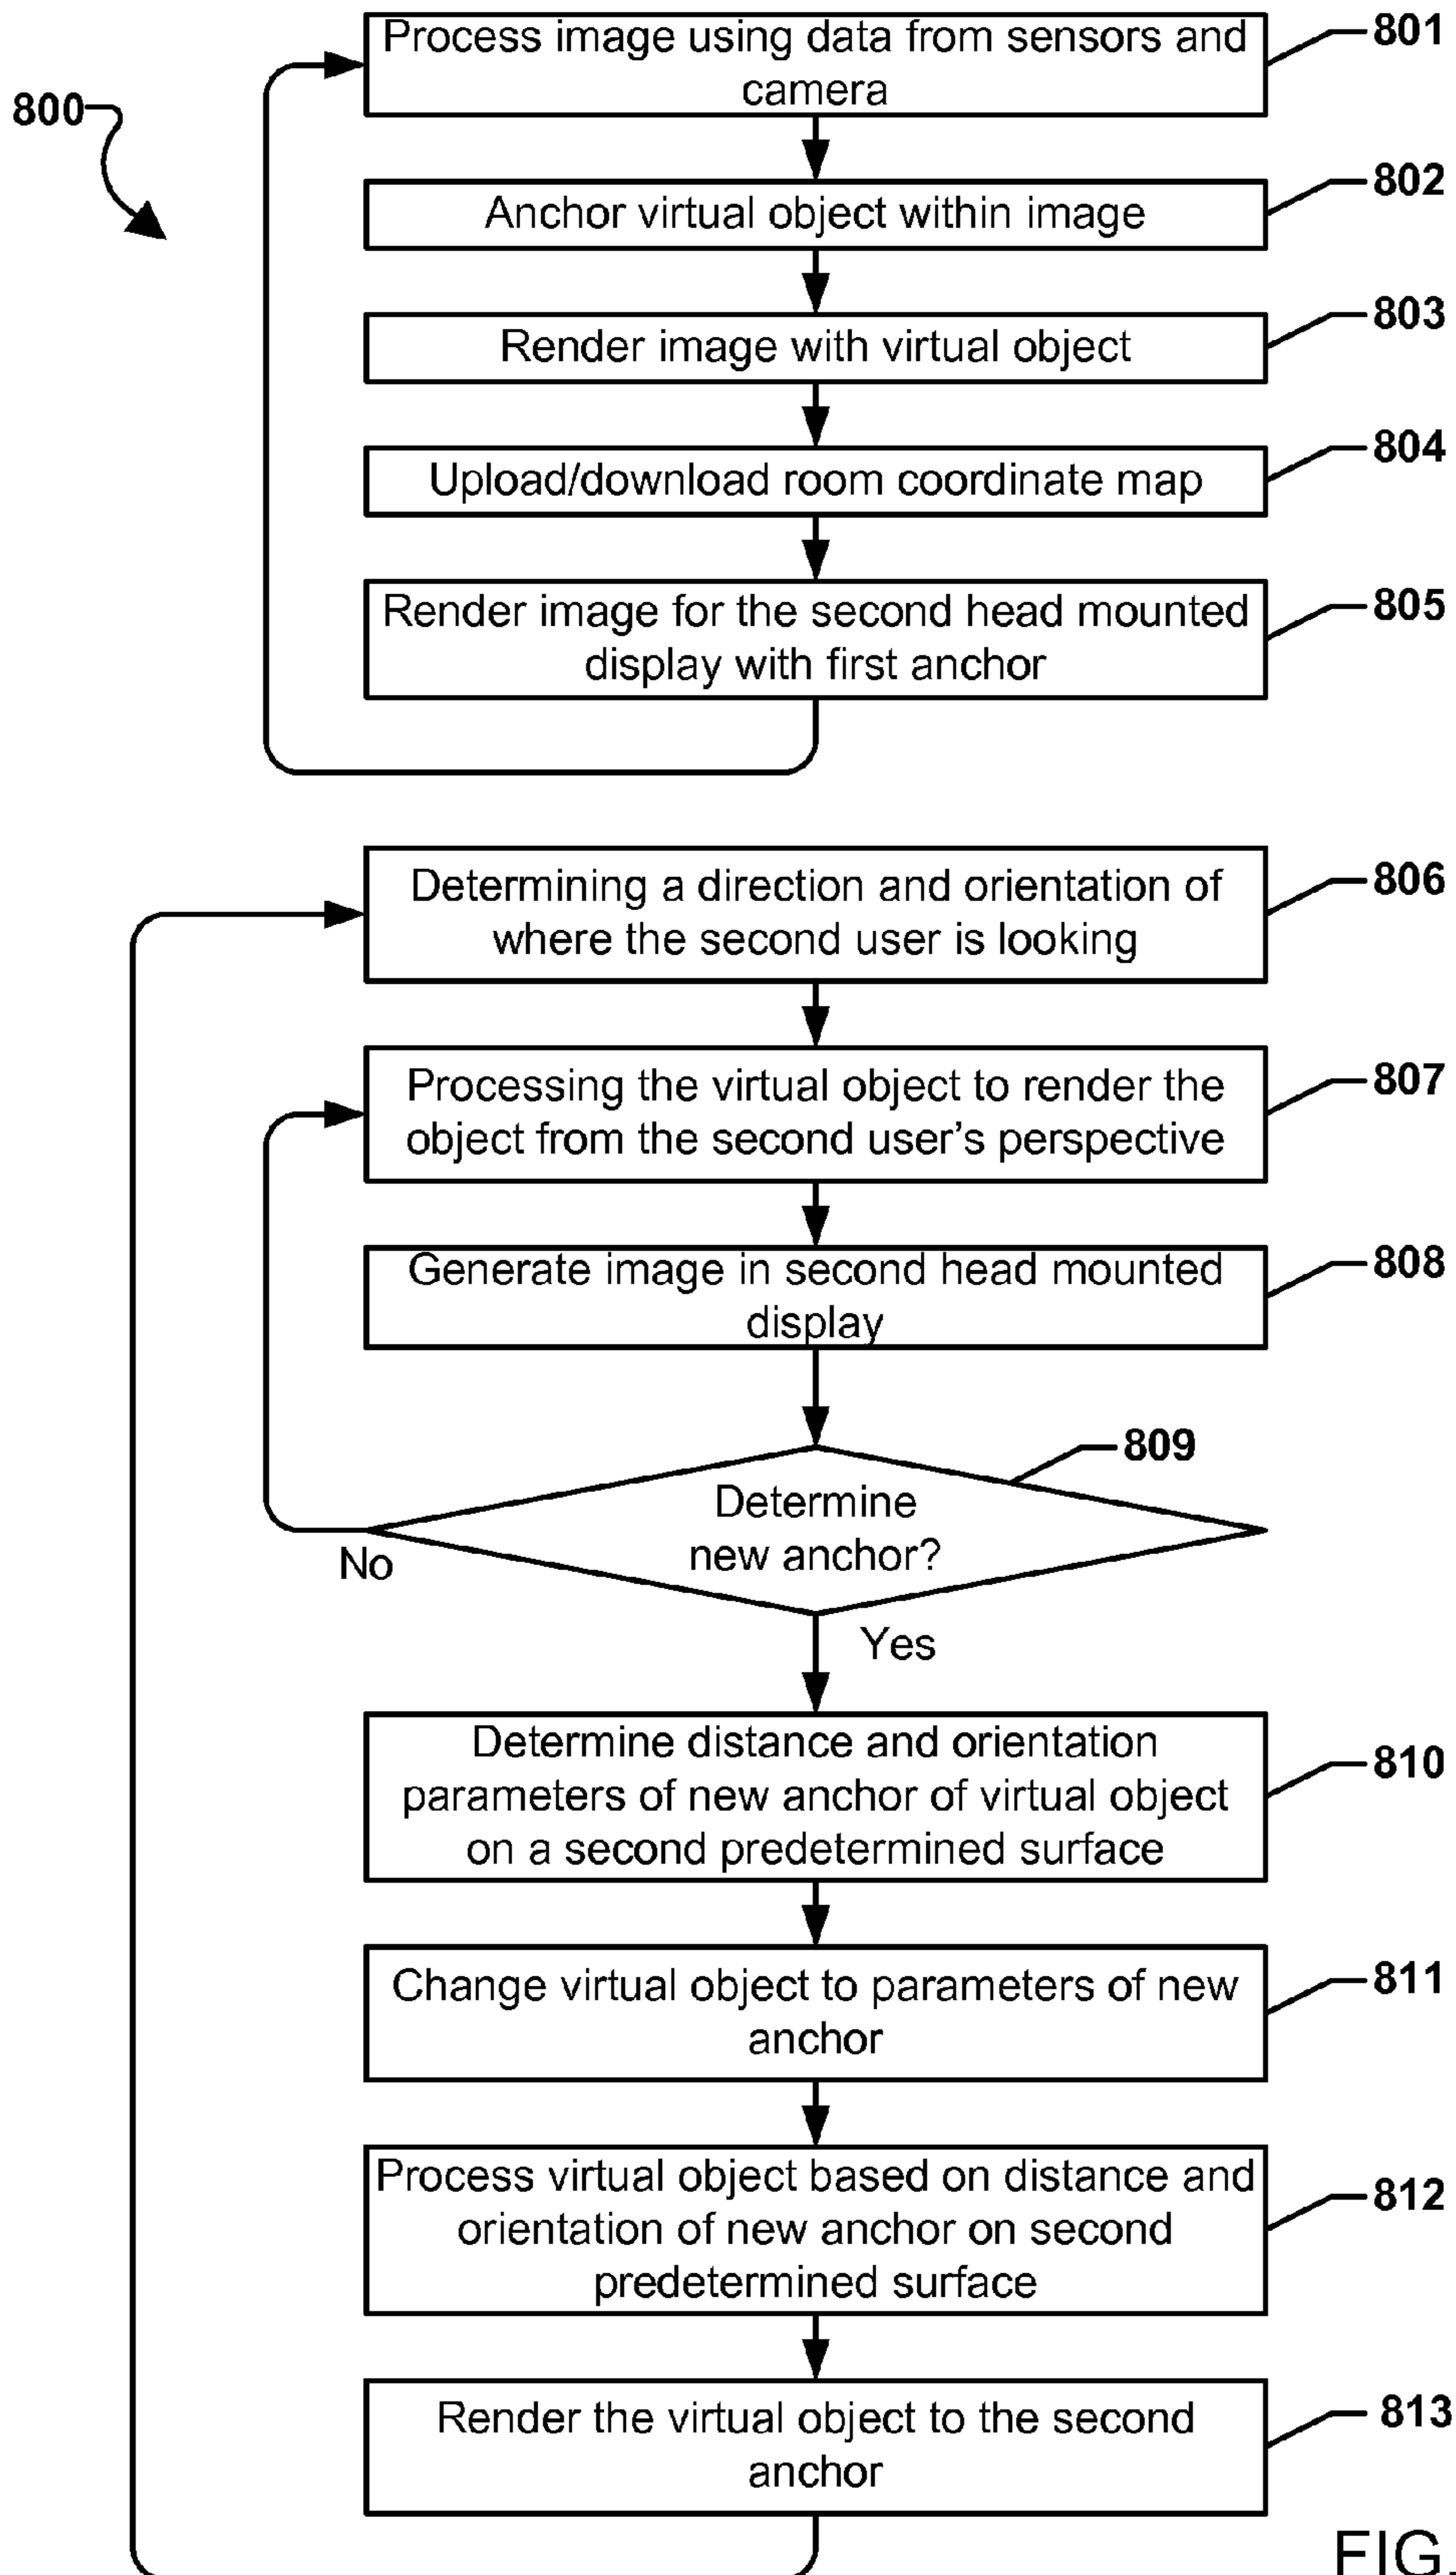 Process image using data from sensors and
camera
801
800
Anchor virtual object within image
802
Render image with virtual object
803
Upload/download room coordinate map
804
Render image for the second head mounted
display with first anchor
805
Determining a direction and orientation of
where the second user is looking
806
Processing the virtual object to render the
object from the second user's perspective
807
Generate image in second head mounted
display
808
809
Determine
new anchor?
No
Yes
Determine distance and orientation
parameters of new anchor of virtual object
on a second predetermined surface
810
Change virtual object to parameters of new
anchor
811
Process virtual object based on distance and
orientation of new anchor on second
predetermined surface
812
Render the virtual object to the second
anchor
813
FIG.